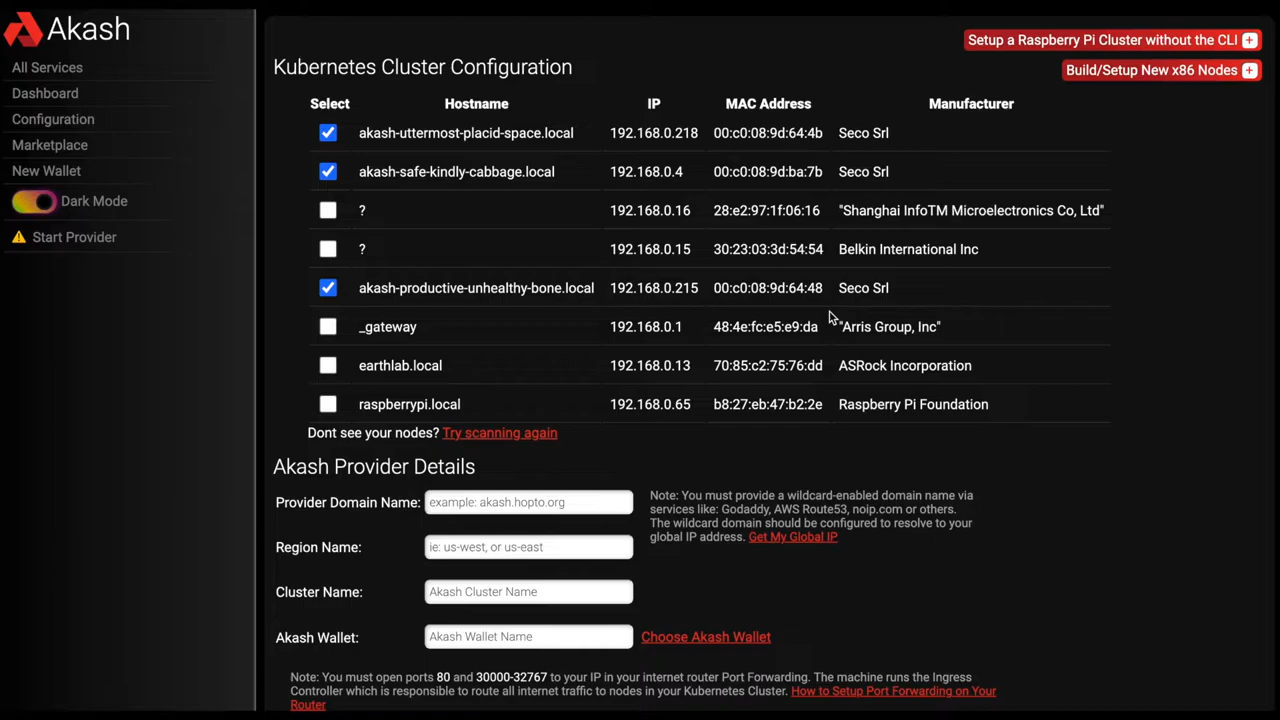 Akash
All Services
Dashboard
Configuration
Marketplace
New Wallet
Dark Mode
Start Provider
Setup a Raspberry Pi Cluster without the CLI
Build/Setup New x86 Nodes
Kubernetes Cluster Configuration
Select Hostname IP MAC Address Manufacturer
akash-uttermost-placid-space.local 192.168.0.218 00:c0:08:9d:64:4b Seco Srl
akash-safe-kindly-cabbage.local 192.168.0.4 00:c0:08:9d:ba:7b Seco Srl
? 192.168.0.16 28:e2:97:1f:06:16 "Shanghai InfoTM Microelectronics Co, Ltd"
? 192.168.0.15 30:23:03:3d:54:54 Belkin International Inc
akash-productive-unhealthy-bone.local 192.168.0.215 00:c0:08:9d:64:48 Seco Srl
_gateway 192.168.0.1 48:4e:fc:e5:e9:da "Arris Group, Inc"
earthlab.local 192.168.0.13 70:85:c2:75:76:dd ASRock Incorporation
raspberrypi.local 192.168.0.65 b8:27:eb:47:b2:2e Raspberry Pi Foundation
Dont see your nodes? Try scanning again
Akash Provider Details
Provider Domain Name: example: akash.hopto.org
Note: You must provide a wildcard-enabled domain name via
services like: Godaddy, AWS Route53, noip.com or others.
The wildcard domain should be configured to resolve to your
global IP address. Get My Global IP
Region Name: ie: us-west, or us-east
Cluster Name: Akash Cluster Name
Akash Wallet: Akash Wallet Name Choose Akash Wallet
Note: You must open ports 80 and 30000-32767 to your IP in your internet router Port Forwarding. The machine runs the Ingress
Controller which is responsible to route all internet traffic to nodes in your Kubernetes Cluster. How to Setup Port Forwarding on Your
Router